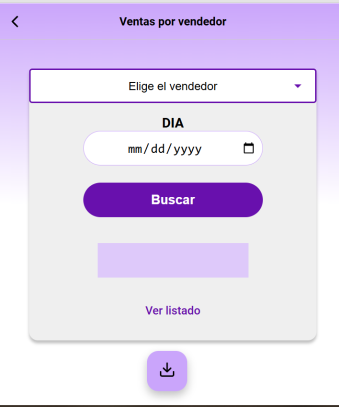 Ventas por vendedor
Elige el vendedor
DIA
mm/dd/yyyy
Buscar
Ver listado